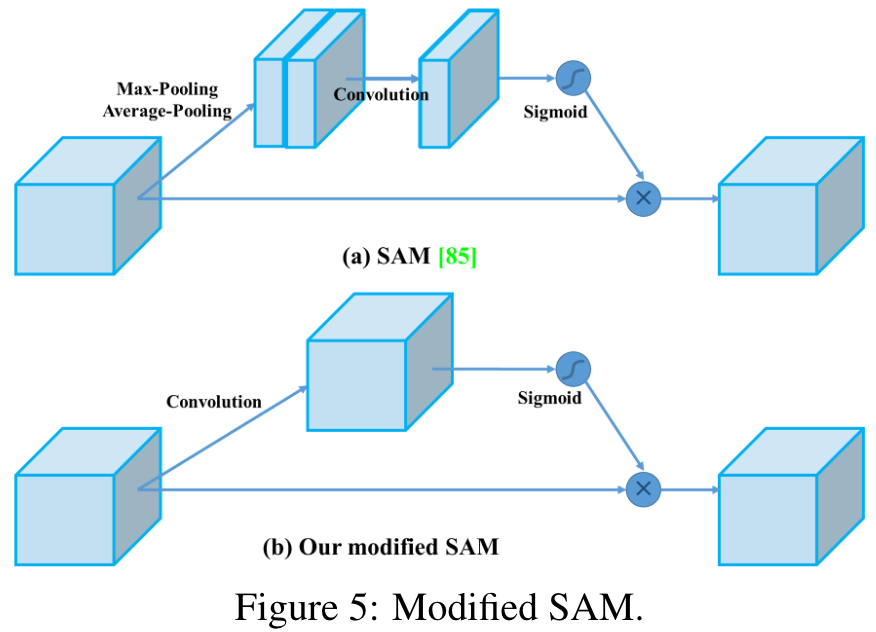 Max-Pooling
Average-Pooling
Convolution
Sigmoid
×
(a) SAM [85]
Convolution
Sigmoid
×
(b) Our modified SAM
Figure 5: Modified SAM.